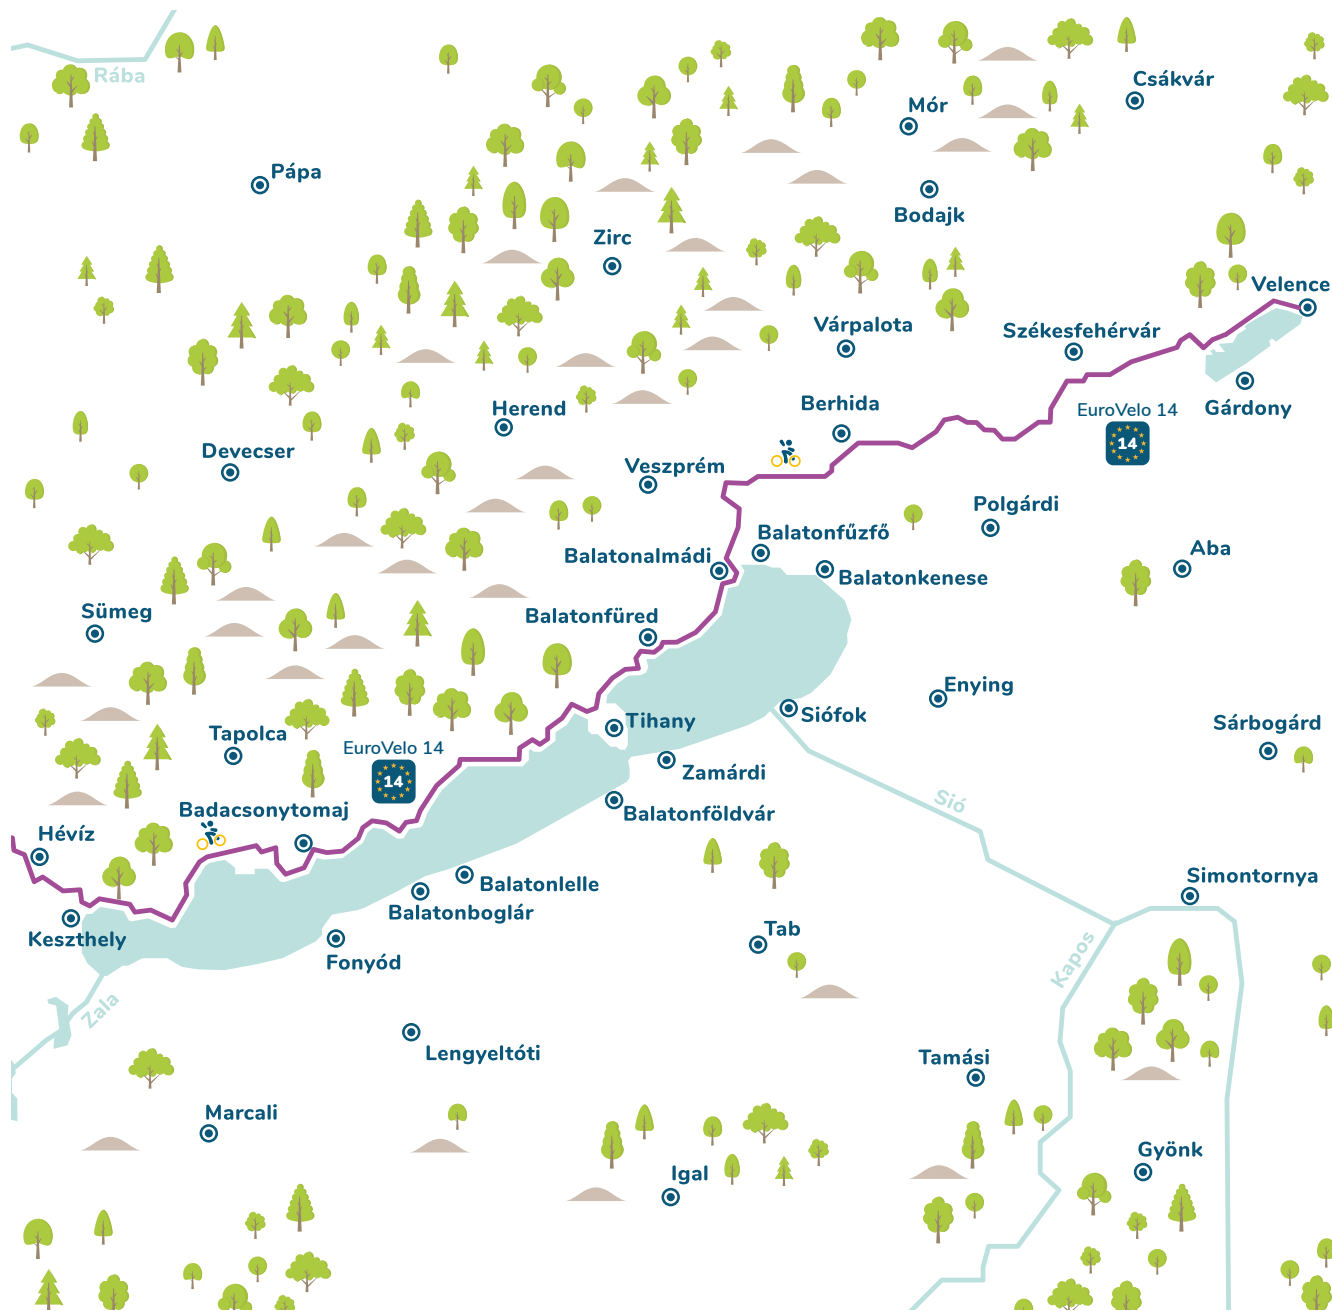 Rába
Csákvár
Mór
Pápa
Bodajk
Zirc
Velence
Várpalota
Székesfehérvár
Berhida
Herend
EuroVelo 14
14
Gárdony
Devecser
Veszprém
Polgárdi
Balatonfűzfő
Aba
Balatonalmádi
Balatonkenese
Sümeg
Balatonfüred
Enying
Siófok
Tihany
Sárbogárd
Tapolca
EuroVelo 14
14
Zamárdi
Sió
Badacsonytomaj
Balatonföldvár
Hévíz
Simontornya
Balatonlelle
Balatonboglár
Tab
Keszthely
Kapos
Fonyód
Zala
Lengyeltóti
Tamási
Marcali
Gyönk
Igal